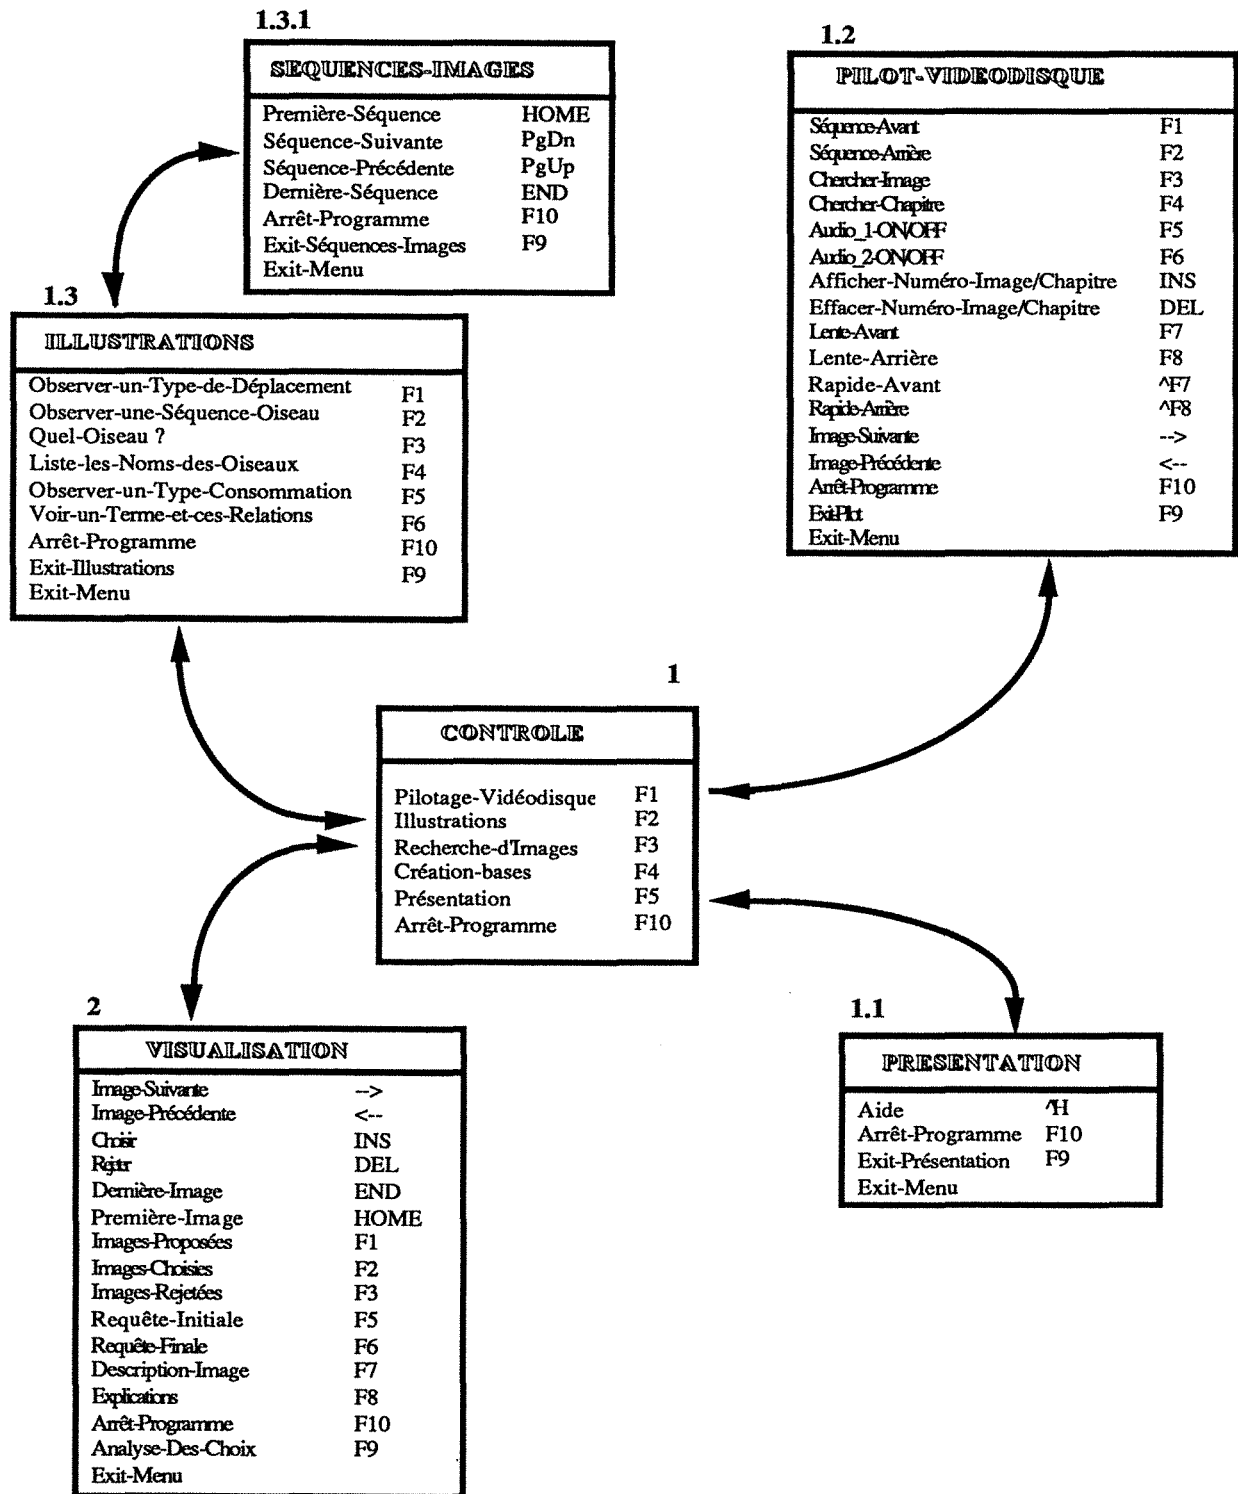 1.3.1
SEQUENCES-IMAGES
Première-Séquence HOME
Séquence-Suivante PgDn
Séquence-Précédente PgUp
Dernière-Séquence END
Arrêt-Programme F10
Exit-Séquences-Images F9
Exit-Menu
1.2
PILOT-VIDEODISQUE
Séquence-Avant F1
Séquence-Arrière F2
Chercher-Image F3
Chercher-Chapitre F4
Audio_1-ON/OFF F5
Audio_2-ON/OFF F6
Afficher-Numéro-Image/Chapitre INS
Effacer-Numéro-Image/Chapitre DEL
Lente-Avant F7
Lente-Arrière F8
Rapide-Avant ^F7
Rapide-Arrière ^F8
Image-Suivante -->
Image-Précédente <--
Arrêt-Programme F10
Exit-Pilot F9
Exit-Menu
1.3
ILLUSTRATIONS
Observer-un-Type-de-Déplacement F1
Observer-une-Séquence-Oiseau F2
Quel-Oiseau ? F3
Liste-les-Noms-des-Oiseaux F4
Observer-un-Type-Consommation F5
Voir-un-Terme-et-ces-Relations F6
Arrêt-Programme F10
Exit-Illustrations F9
Exit-Menu
1
CONTROLE
Pilotage-Vidéodisque F1
Illustrations F2
Recherche-d'Images F3
Création-bases F4
Présentation F5
Arrêt-Programme F10
2
VISUALISATION
Image-Suivante -->
Image-Précédente <--
Choisir INS
Rejeter DEL
Dernière-Image END
Première-Image HOME
Images-Proposées F1
Images-Choisies F2
Images-Rejetées F3
Requête-Initiale F5
Requête-Finale F6
Description-Image F7
Explications F8
Arrêt-Programme F10
Analyse-Des-Choix F9
Exit-Menu
1.1
PRESENTATION
Aide ^H
Arrêt-Programme F10
Exit-Présentation F9
Exit-Menu